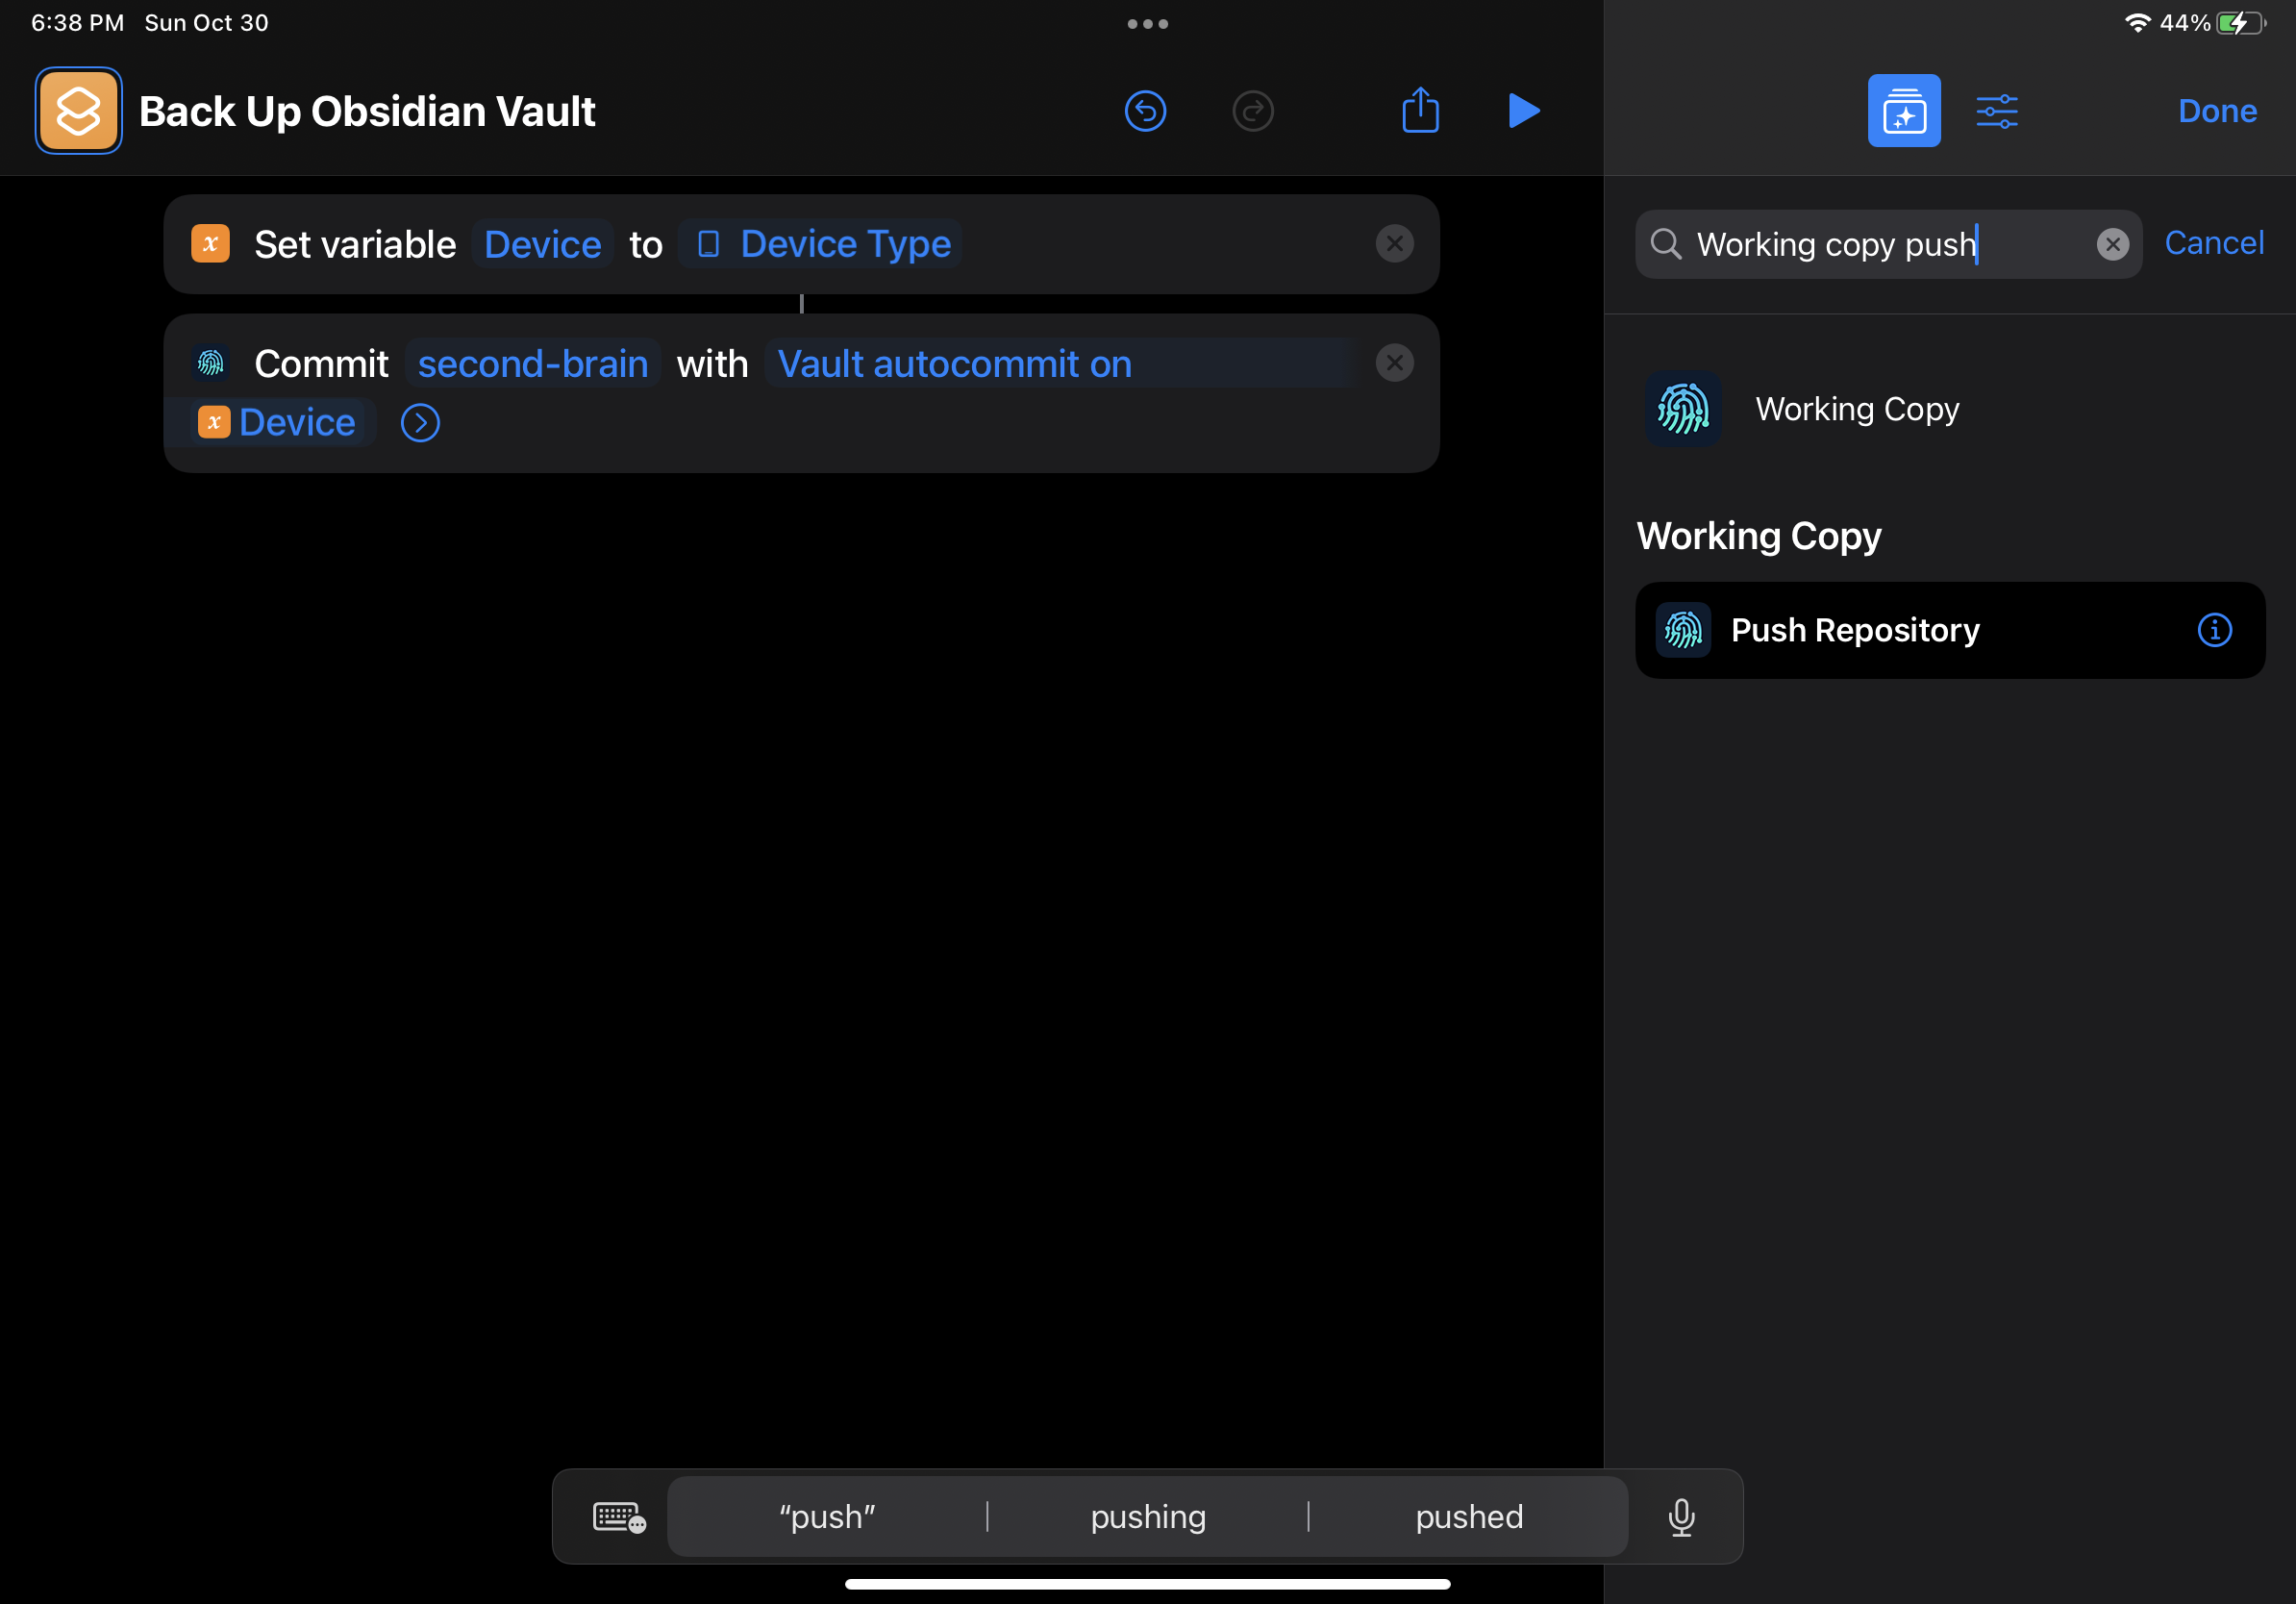 6:38 PM Sun Oct 30
44%
Back Up Obsidian Vault
Done
Set variable Device to Device Type
Commit second-brain with Vault autocommit on
x Device
Working copy push
Cancel
Working Copy
Working Copy
Push Repository
“push” pushing pushed